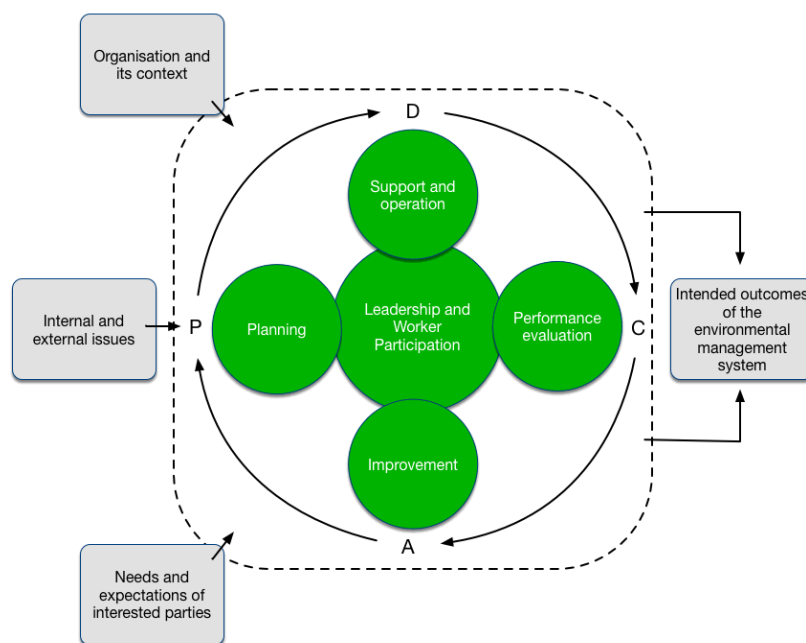 Organisation and
its context
D
Support and
operation
Internal and
external issues
P
Planning
Leadership and
Worker
Participation
Performance
evaluation
C
Intended outcomes
of the
environmental
management
system
Improvement
A
Needs and
expectations of
interested parties